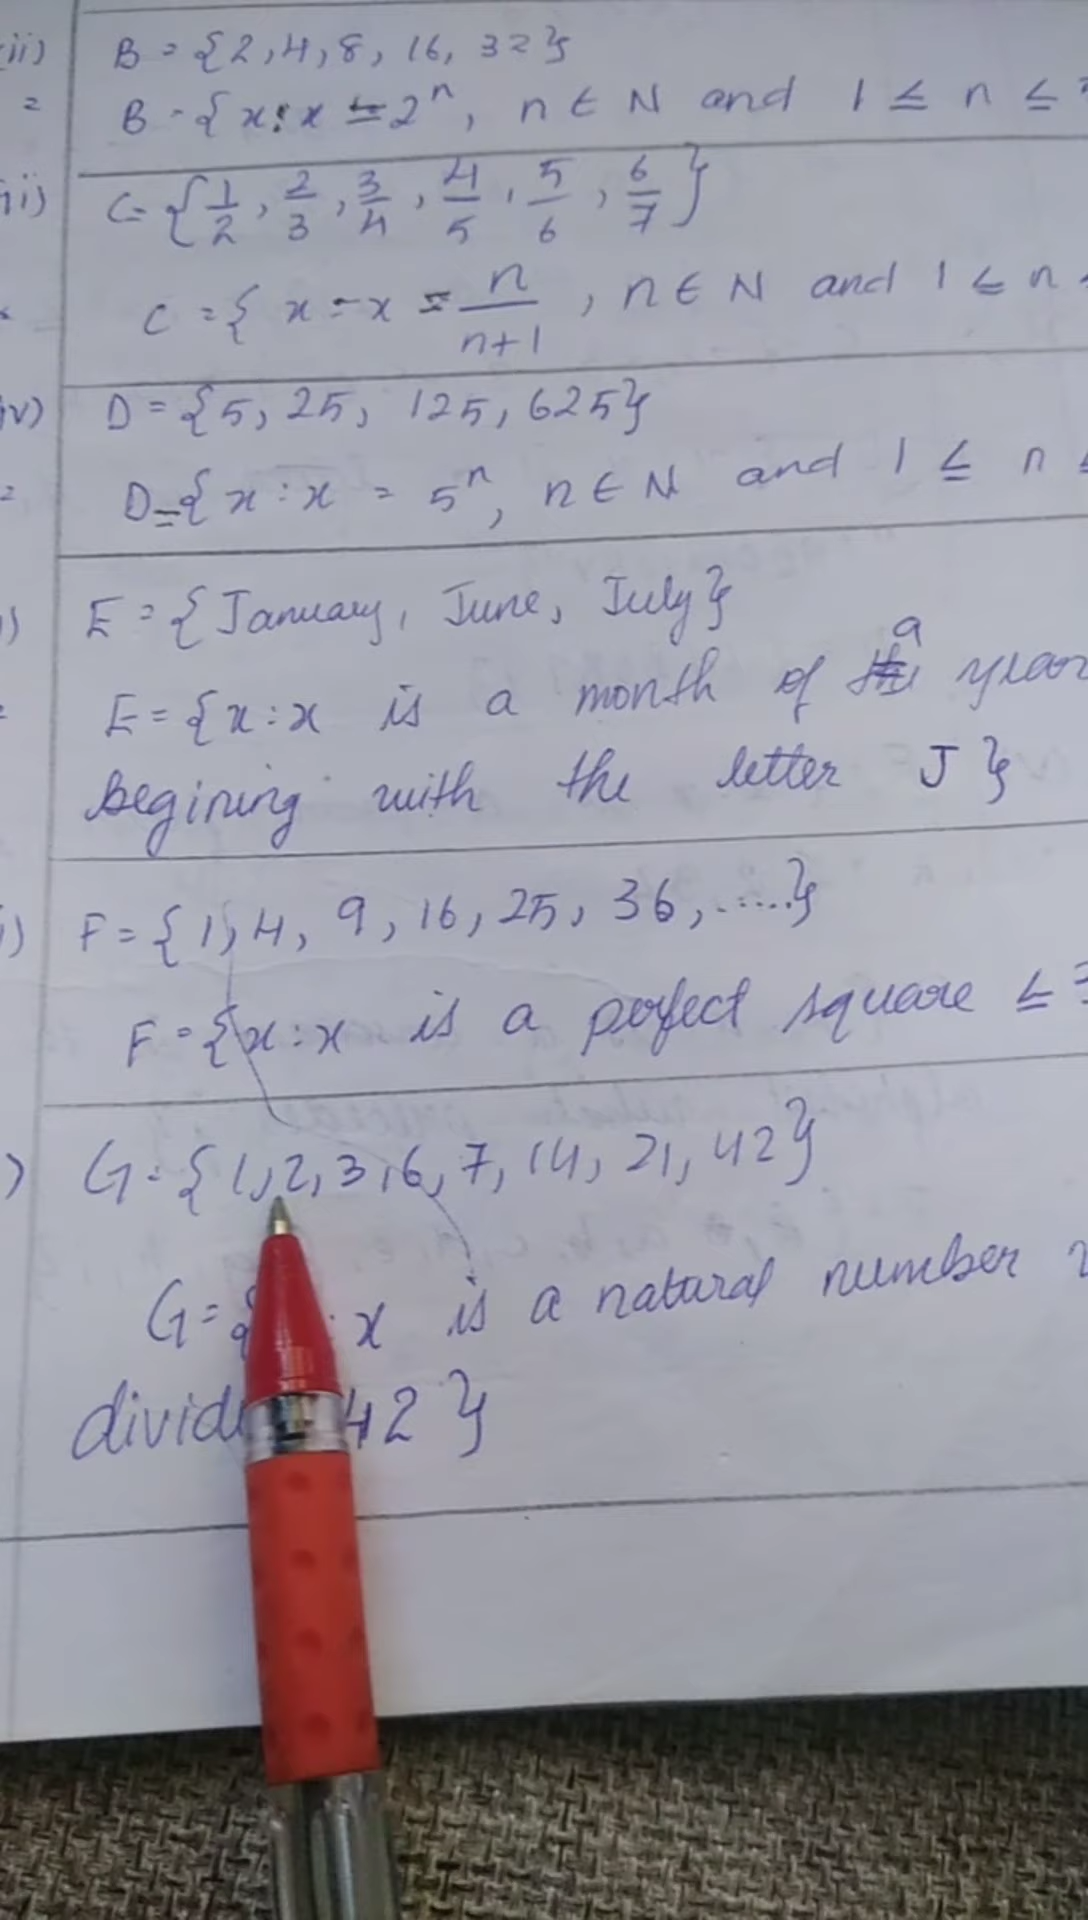 ii) B = {2, 4, 8, 16, 32}
= B = {x : x = 2ⁿ, n ∈ N and 1 ≤ n ≤
C = {1/2, 2/3, 3/4, 4/5, 5/6, 6/7}
C = {x - x = n/n+1, n ∈ N and 1 ≤ n
iv) D = {5, 25, 125, 625}
= D = {x : x = 5ⁿ, n ∈ N and 1 ≤ n ≤
) E = {January, June, July}
a
= E = {x : x is a month of year
begining with the letter J}
) F = {1, 4, 9, 16, 25, 36, .....}
F = {x : x is a perfect square ≤
) G = {1, 2, 3, 6, 7, 14, 21, 42}
G = { : x is a natural number
divide 42}